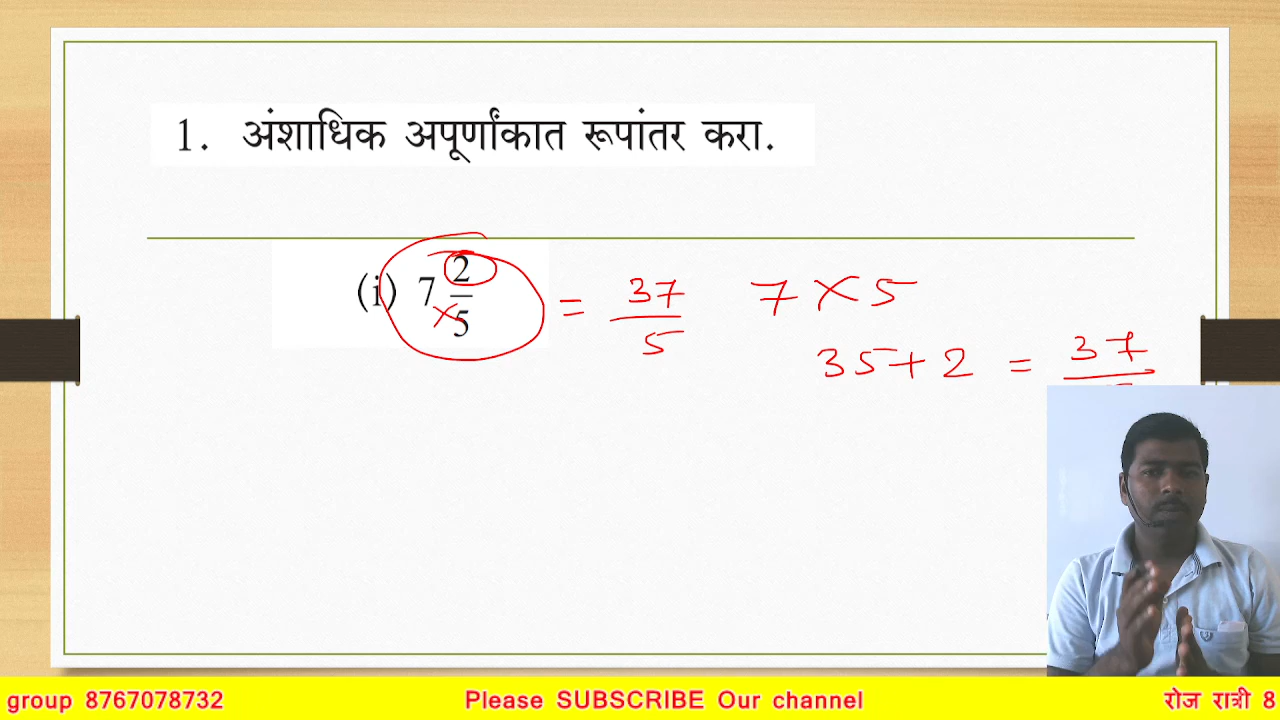 1. अंशाधिक अपूर्णांकात रूपांतर करा.
(i) 7 2/5 = 37/5 7 × 5
35+2 = 37
group 8767078732 Please SUBSCRIBE Our channel रोज रात्री 8